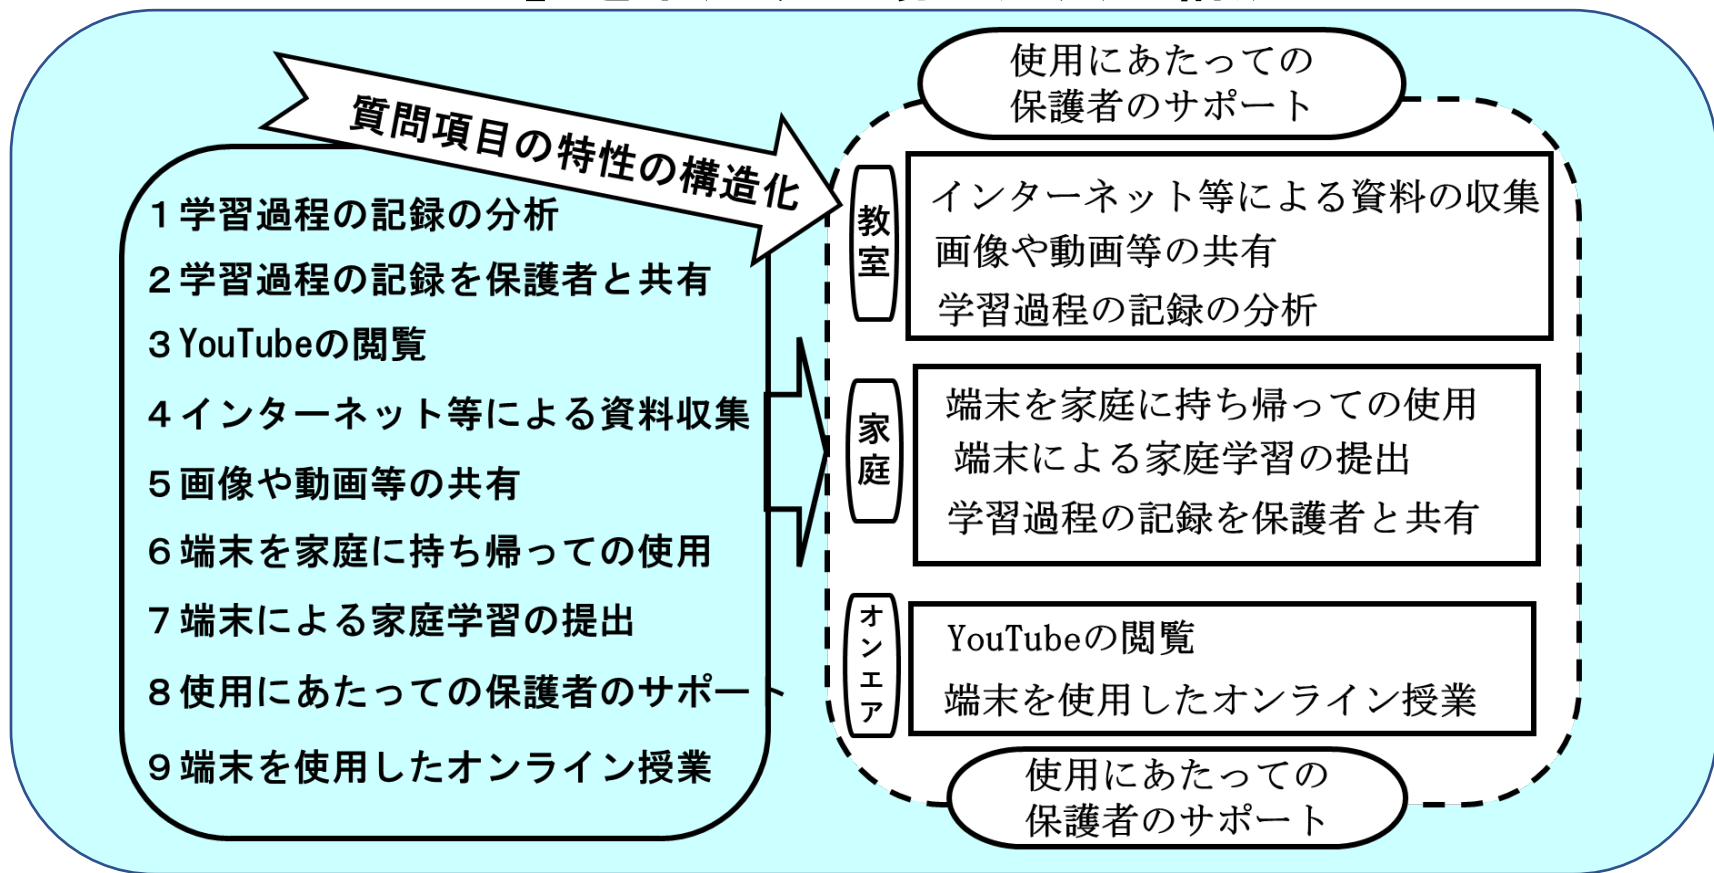 質問項目の特性の構造化
1学習過程の記録の分析
2学習過程の記録を保護者と共有
3YouTubeの閲覧
4インターネット等による資料収集
5画像や動画等の共有
6端末を家庭に持ち帰っての使用
7端末による家庭学習の提出
8使用にあたっての保護者のサポート
9端末を使用したオンライン授業
使用にあたっての
保護者のサポート
教室
インターネット等による資料の収集
画像や動画等の共有
学習過程の記録の分析
家庭
端末を家庭に持ち帰っての使用
端末による家庭学習の提出
学習過程の記録を保護者と共有
オンエア
YouTubeの閲覧
端末を使用したオンライン授業
使用にあたっての
保護者のサポート